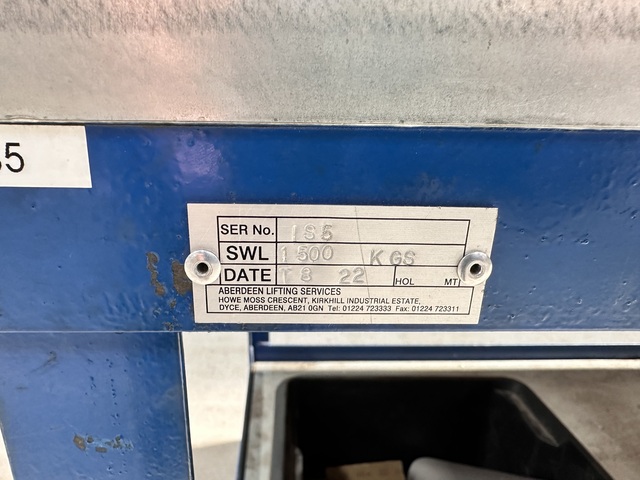 5
SER No. 1S5
SWL 1500 KGS
DATE T 8 22 HOL MT
ABERDEEN LIFTING SERVICES
HOWE MOSS CRESCENT, KIRKHILL INDUSTRIAL ESTATE,
DYCE, ABERDEEN, AB21 0GN Tel: 01224 723333 Fax: 01224 723311